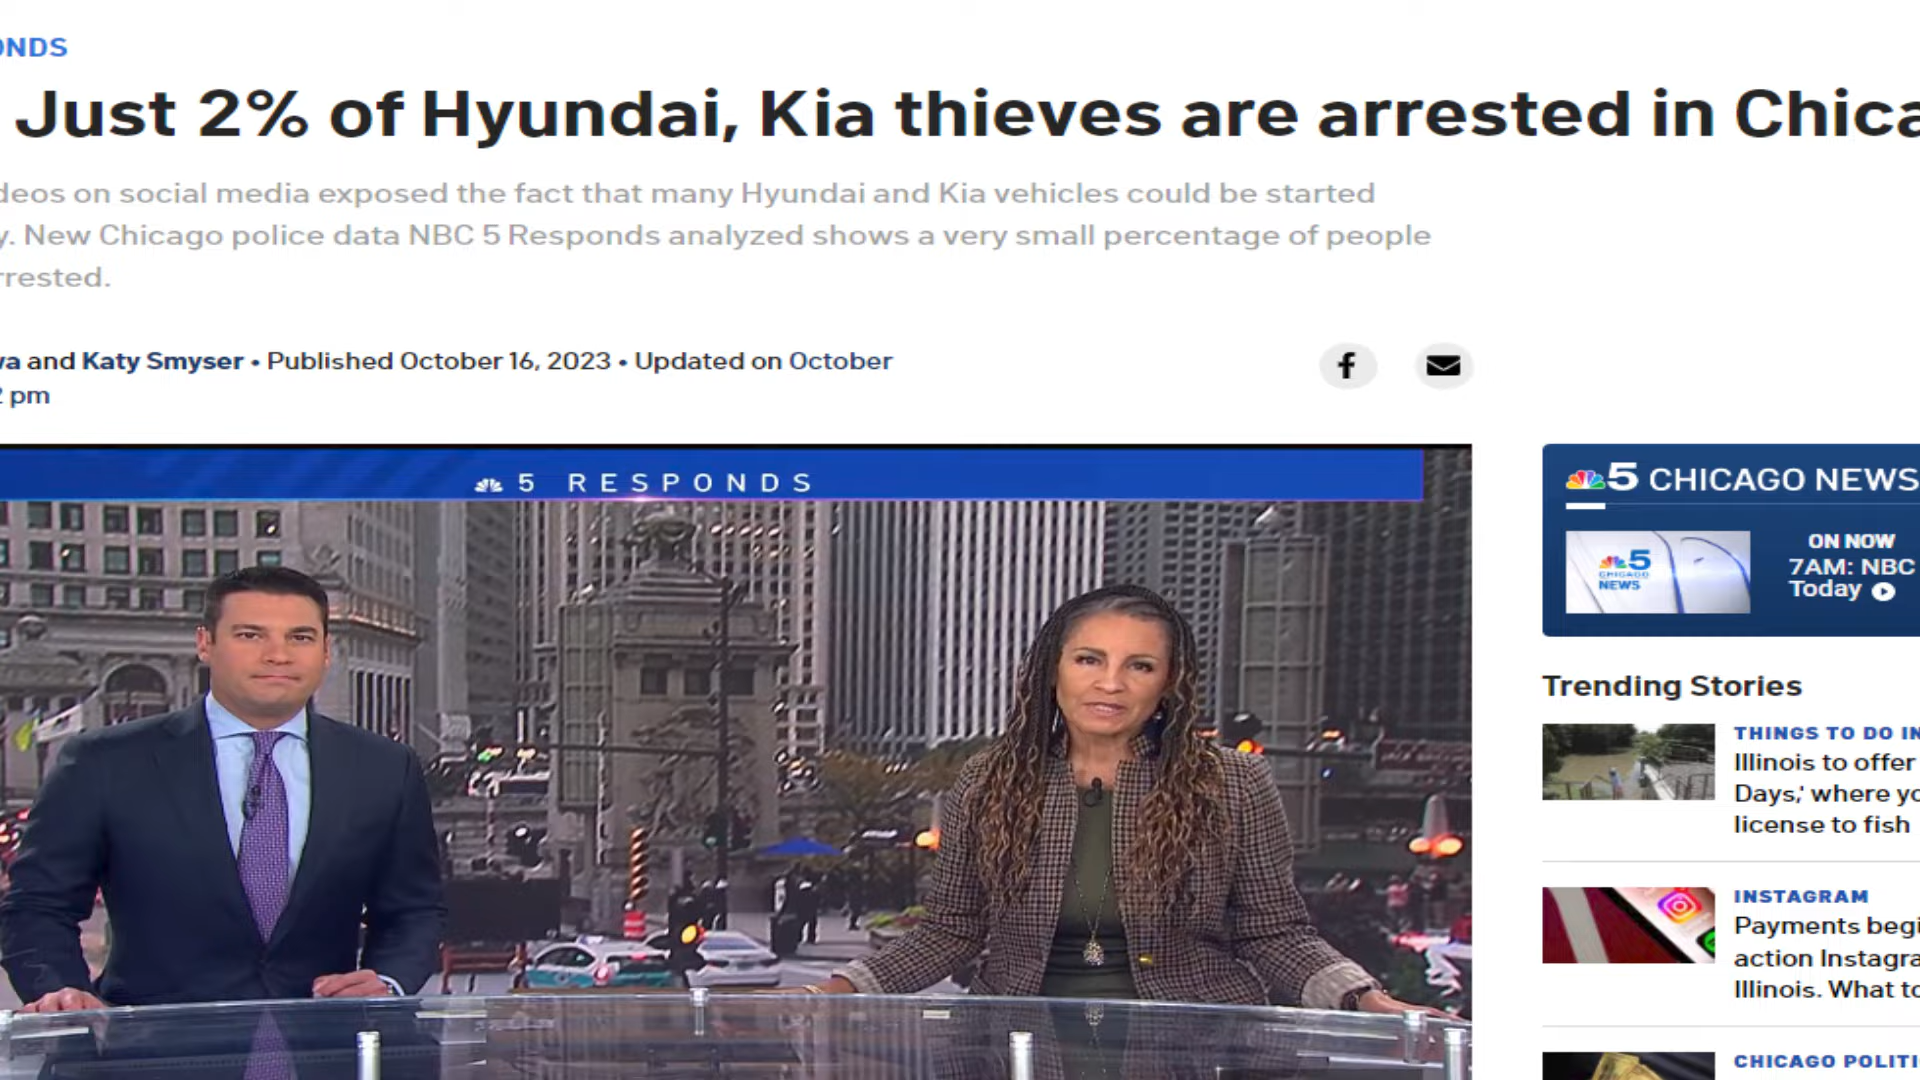 ONDS
Just 2% of Hyundai, Kia thieves are arrested in Chica
deos on social media exposed the fact that many Hyundai and Kia vehicles could be started
y. New Chicago police data NBC 5 Responds analyzed shows a very small percentage of people
rrested.
va and Katy Smyser • Published October 16, 2023 • Updated on October
2 pm
5 RESPONDS
5 CHICAGO NEWS
5
CHICAGO
NEWS
ON NOW
7AM: NBC
Today
Trending Stories
THINGS TO DO IN
Illinois to offer
Days,' where yo
license to fish
INSTAGRAM
Payments begi
action Instagra
Illinois. What to
CHICAGO POLITI